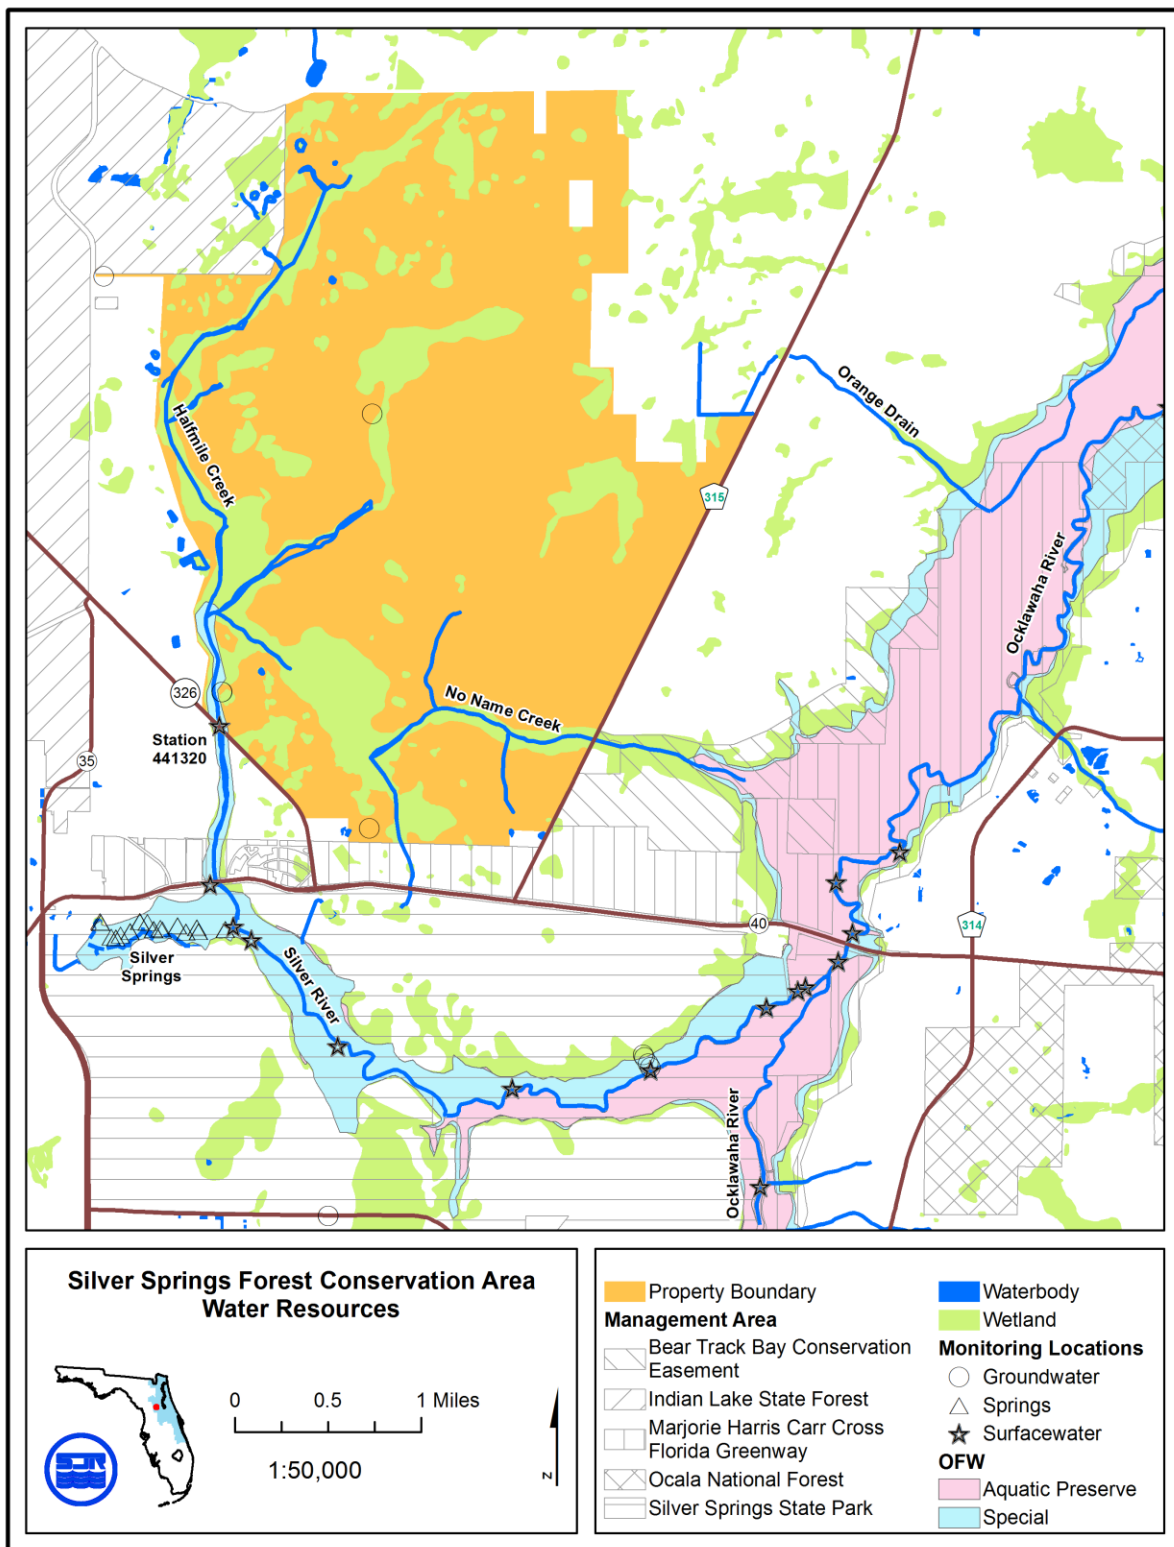 Halfmile Creek
Orange Drain
315
Ocklawaha River
No Name Creek
326
Station
441320
35
40
314
Silver
Springs
Silver River
Ocklawaha River
Silver Springs Forest Conservation Area
Water Resources
0 0.5 1 Miles
1:50,000
SJR
z
Property Boundary
Management Area
Bear Track Bay Conservation
Easement
Indian Lake State Forest
Marjorie Harris Carr Cross
Florida Greenway
Ocala National Forest
Silver Springs State Park
Waterbody
Wetland
Monitoring Locations
Groundwater
Springs
Surfacewater
OFW
Aquatic Preserve
Special